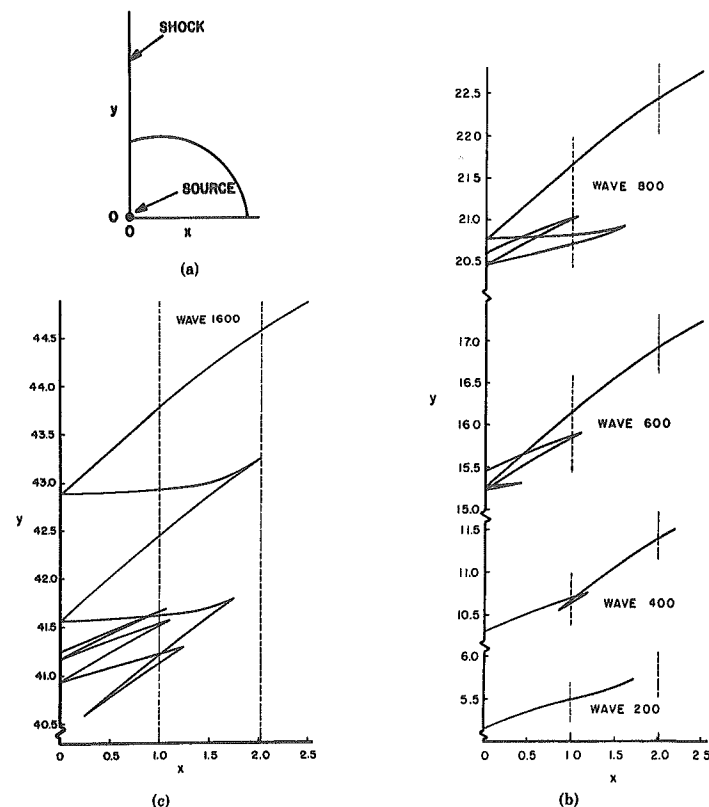 SHOCK
y
SOURCE
0
0
x
(a)
22.5
22.0
21.5
21.0
20.5
WAVE 800
17.0
16.5
y
16.0
15.5
15.0
WAVE 600
11.5
11.0
10.5
WAVE 400
6.0
5.5
WAVE 200
0
0.5
1.0
1.5
2.0
2.5
x
(b)
WAVE 1600
44.5
44.0
43.5
43.0
y
42.5
42.0
41.5
41.0
40.5
0
0.5
1.0
1.5
2.0
2.5
x
(c)